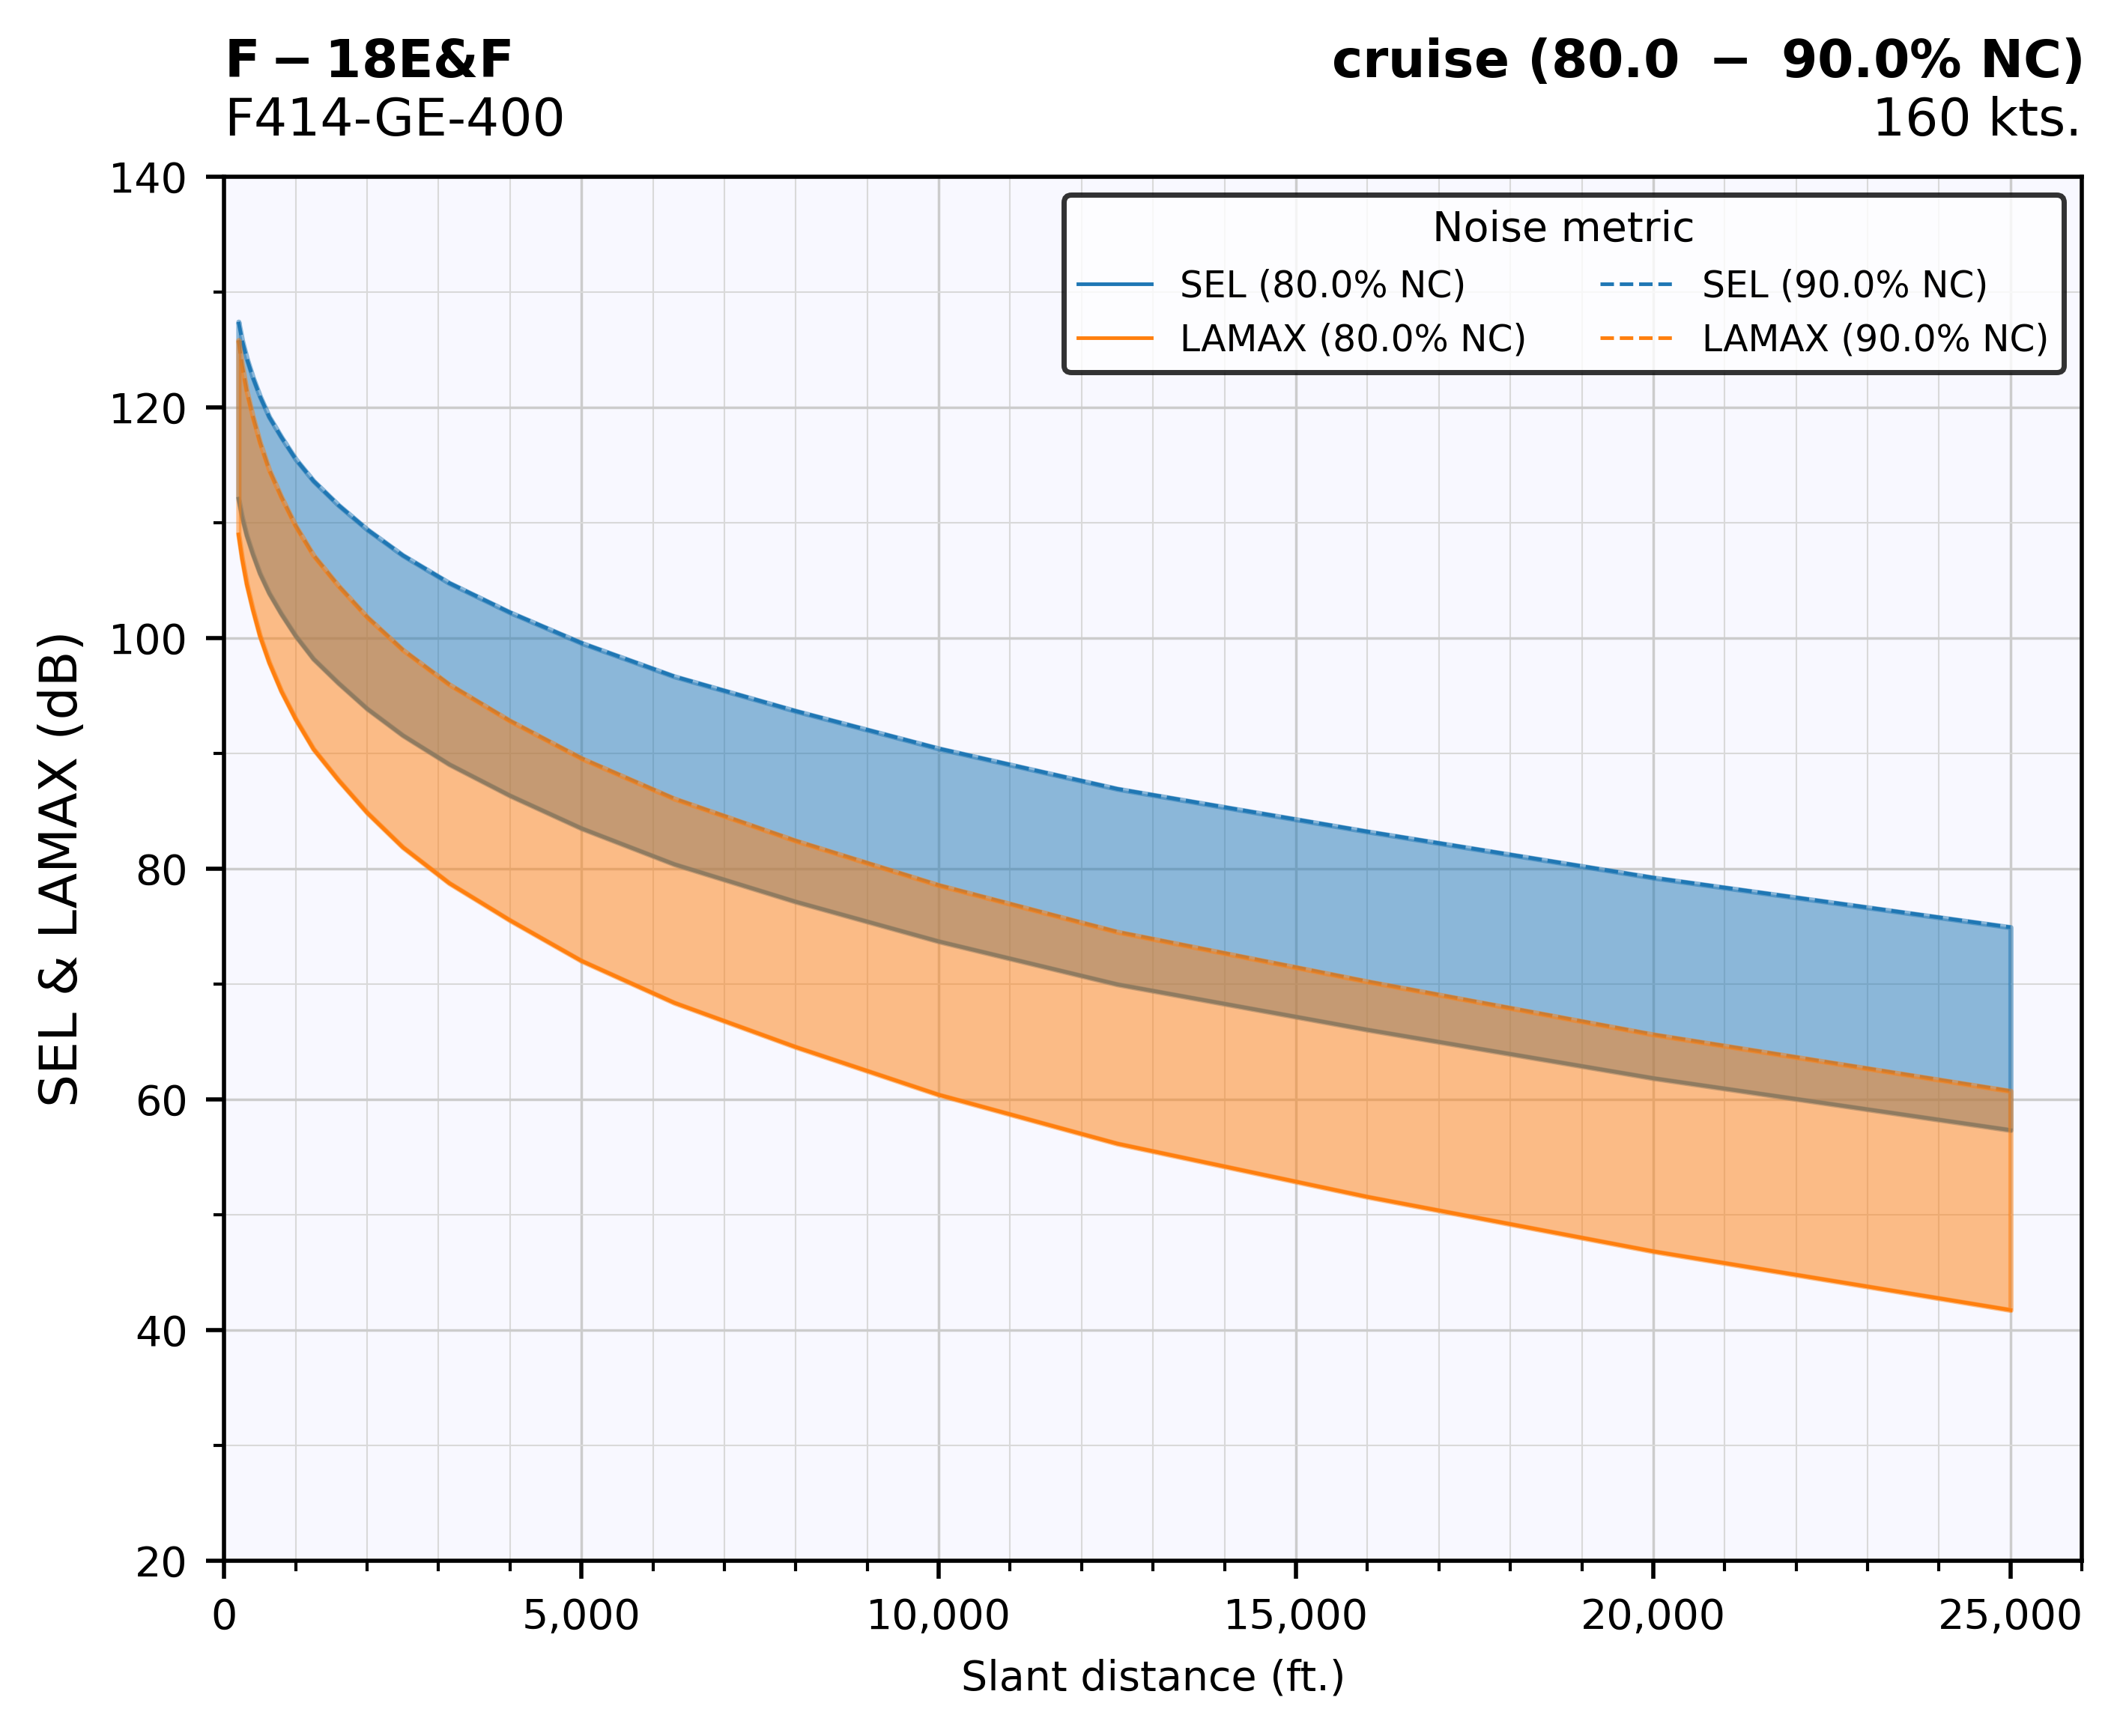 F − 18E&F
cruise (80.0 − 90.0% NC)
F414-GE-400
160 kts.
Noise metric
SEL (80.0% NC)
SEL (90.0% NC)
LAMAX (80.0% NC)
LAMAX (90.0% NC)
SEL & LAMAX (dB)
140
120
100
80
60
40
20
0
5,000
10,000
15,000
20,000
25,000
Slant distance (ft.)